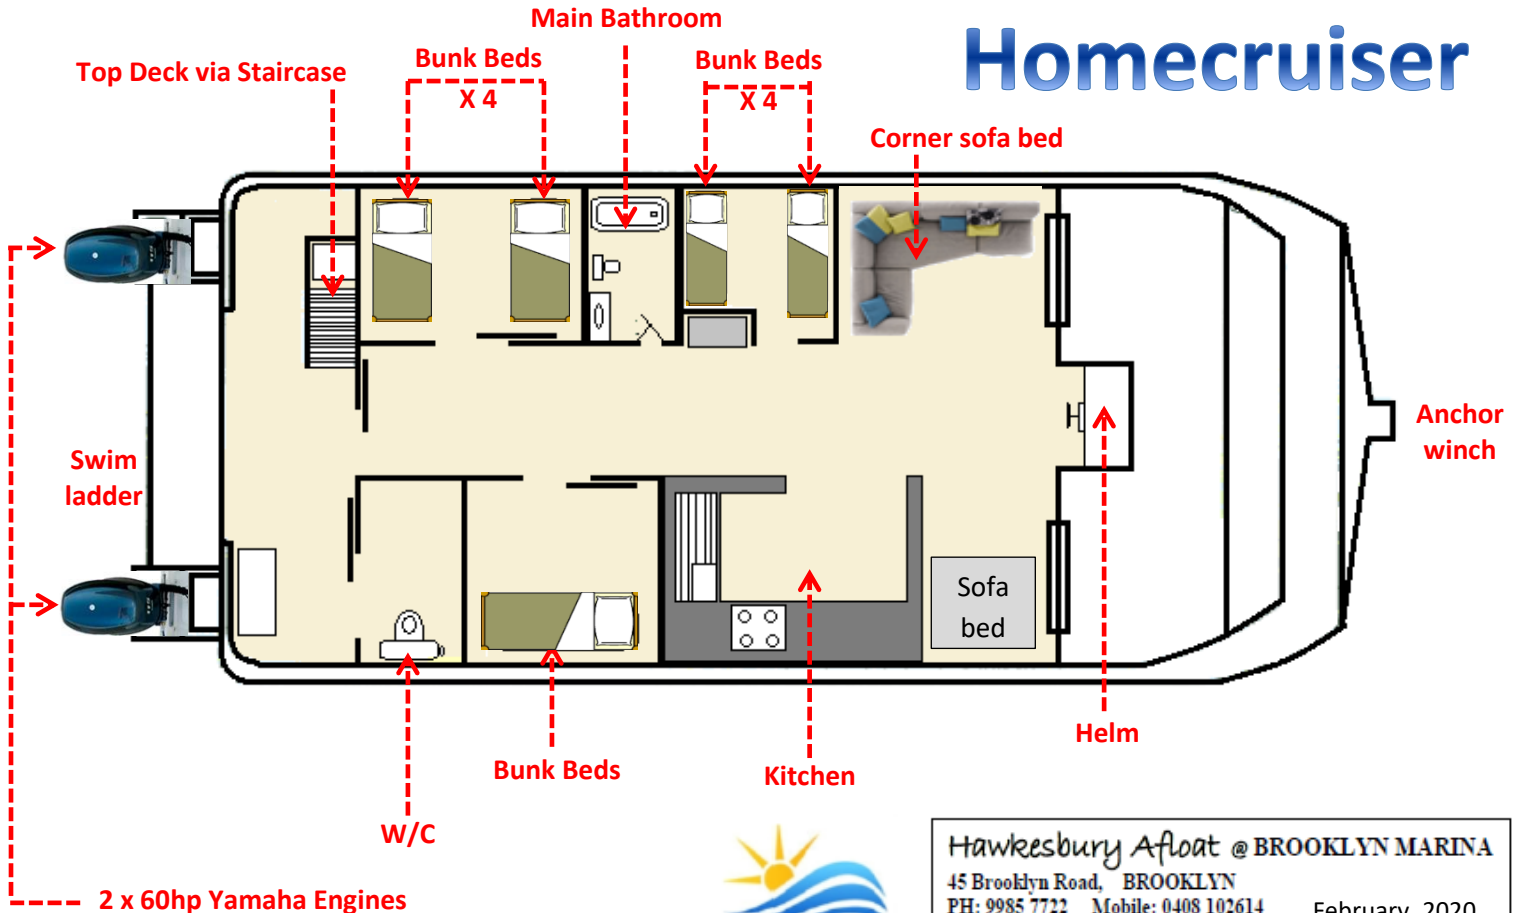 Homecruiser
Main Bathroom
Bunk Beds
X 4
Bunk Beds
X 4
Top Deck via Staircase
Corner sofa bed
Anchor
winch
Swim
ladder
Sofa
bed
Helm
Bunk Beds
Kitchen
W/C
2 x 60hp Yamaha Engines
Hawkesbury Afloat @ BROOKLYN MARINA
45 Brooklyn Road, BROOKLYN
PH: 9985 7722 Mobile: 0408 102614
February 2020